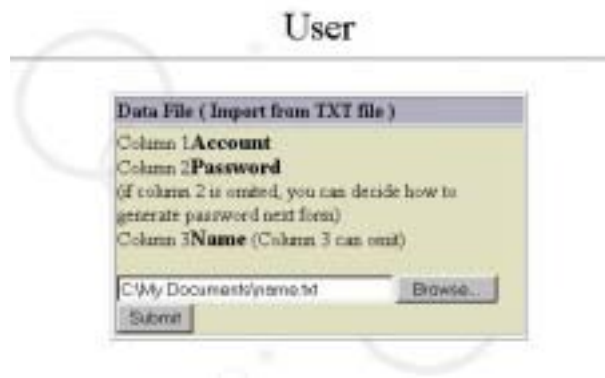 User
Data File ( Import from TXT file )
Column 1Account
Column 2Password
(if column 2 is omited, you can decide how to
generate password next form)
Column 3Name (Column 3 can omit)
C:\My Documents\name.txt Browse...
Submit